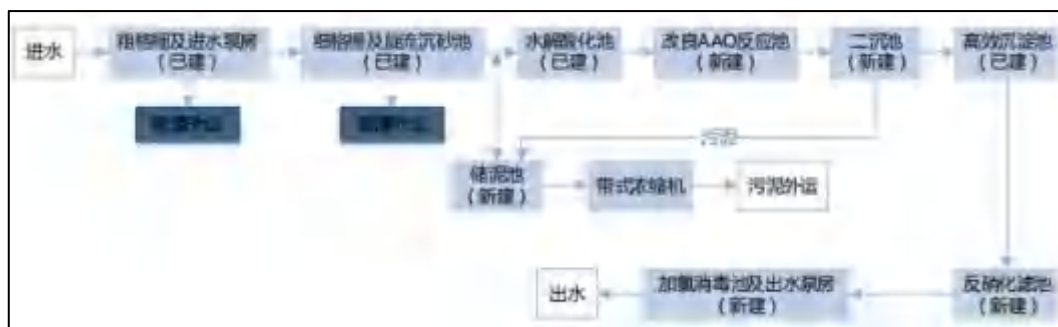 进水
粗格栅及进水泵房
（已建）
细格栅及旋流沉砂池
（已建）
水解酸化池
（已建）
改良AAO反应池
（新建）
二沉池
（新建）
高效沉淀池
（已建）
污泥
储泥池
（新建）
带式浓缩机
污泥外运
出水
加氯消毒池及出水泵房
（新建）
反硝化滤池
（新建）